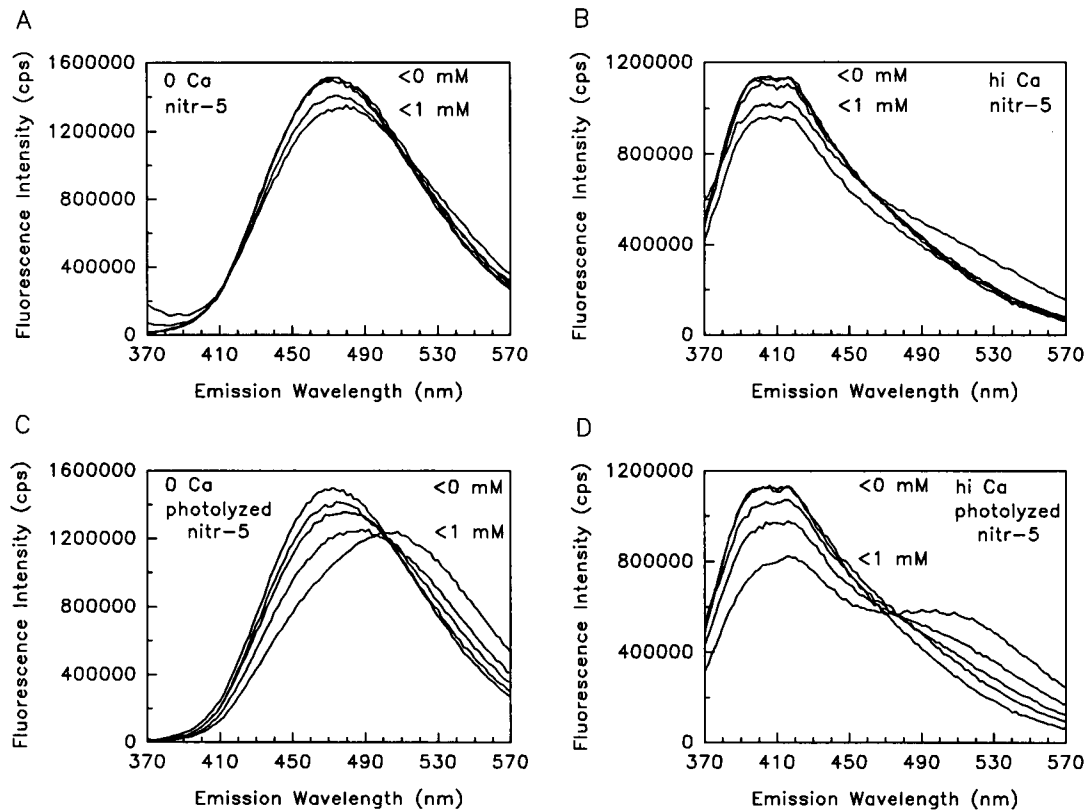 A
Fluorescence Intensity (cps)
1600000
1200000
800000
400000
0
0 Ca
nitr-5
<0 mM
<1 mM
370 410 450 490 530 570
Emission Wavelength (nm)
B
Fluorescence Intensity (cps)
1200000
800000
400000
0
<0 mM
<1 mM
hi Ca
nitr-5
370 410 450 490 530 570
Emission Wavelength (nm)
C
Fluorescence Intensity (cps)
1600000
1200000
800000
400000
0
0 Ca
photolyzed
nitr-5
<0 mM
<1 mM
370 410 450 490 530 570
Emission Wavelength (nm)
D
Fluorescence Intensity (cps)
1200000
800000
400000
0
<0 mM
<1 mM
hi Ca
photolyzed
nitr-5
370 410 450 490 530 570
Emission Wavelength (nm)